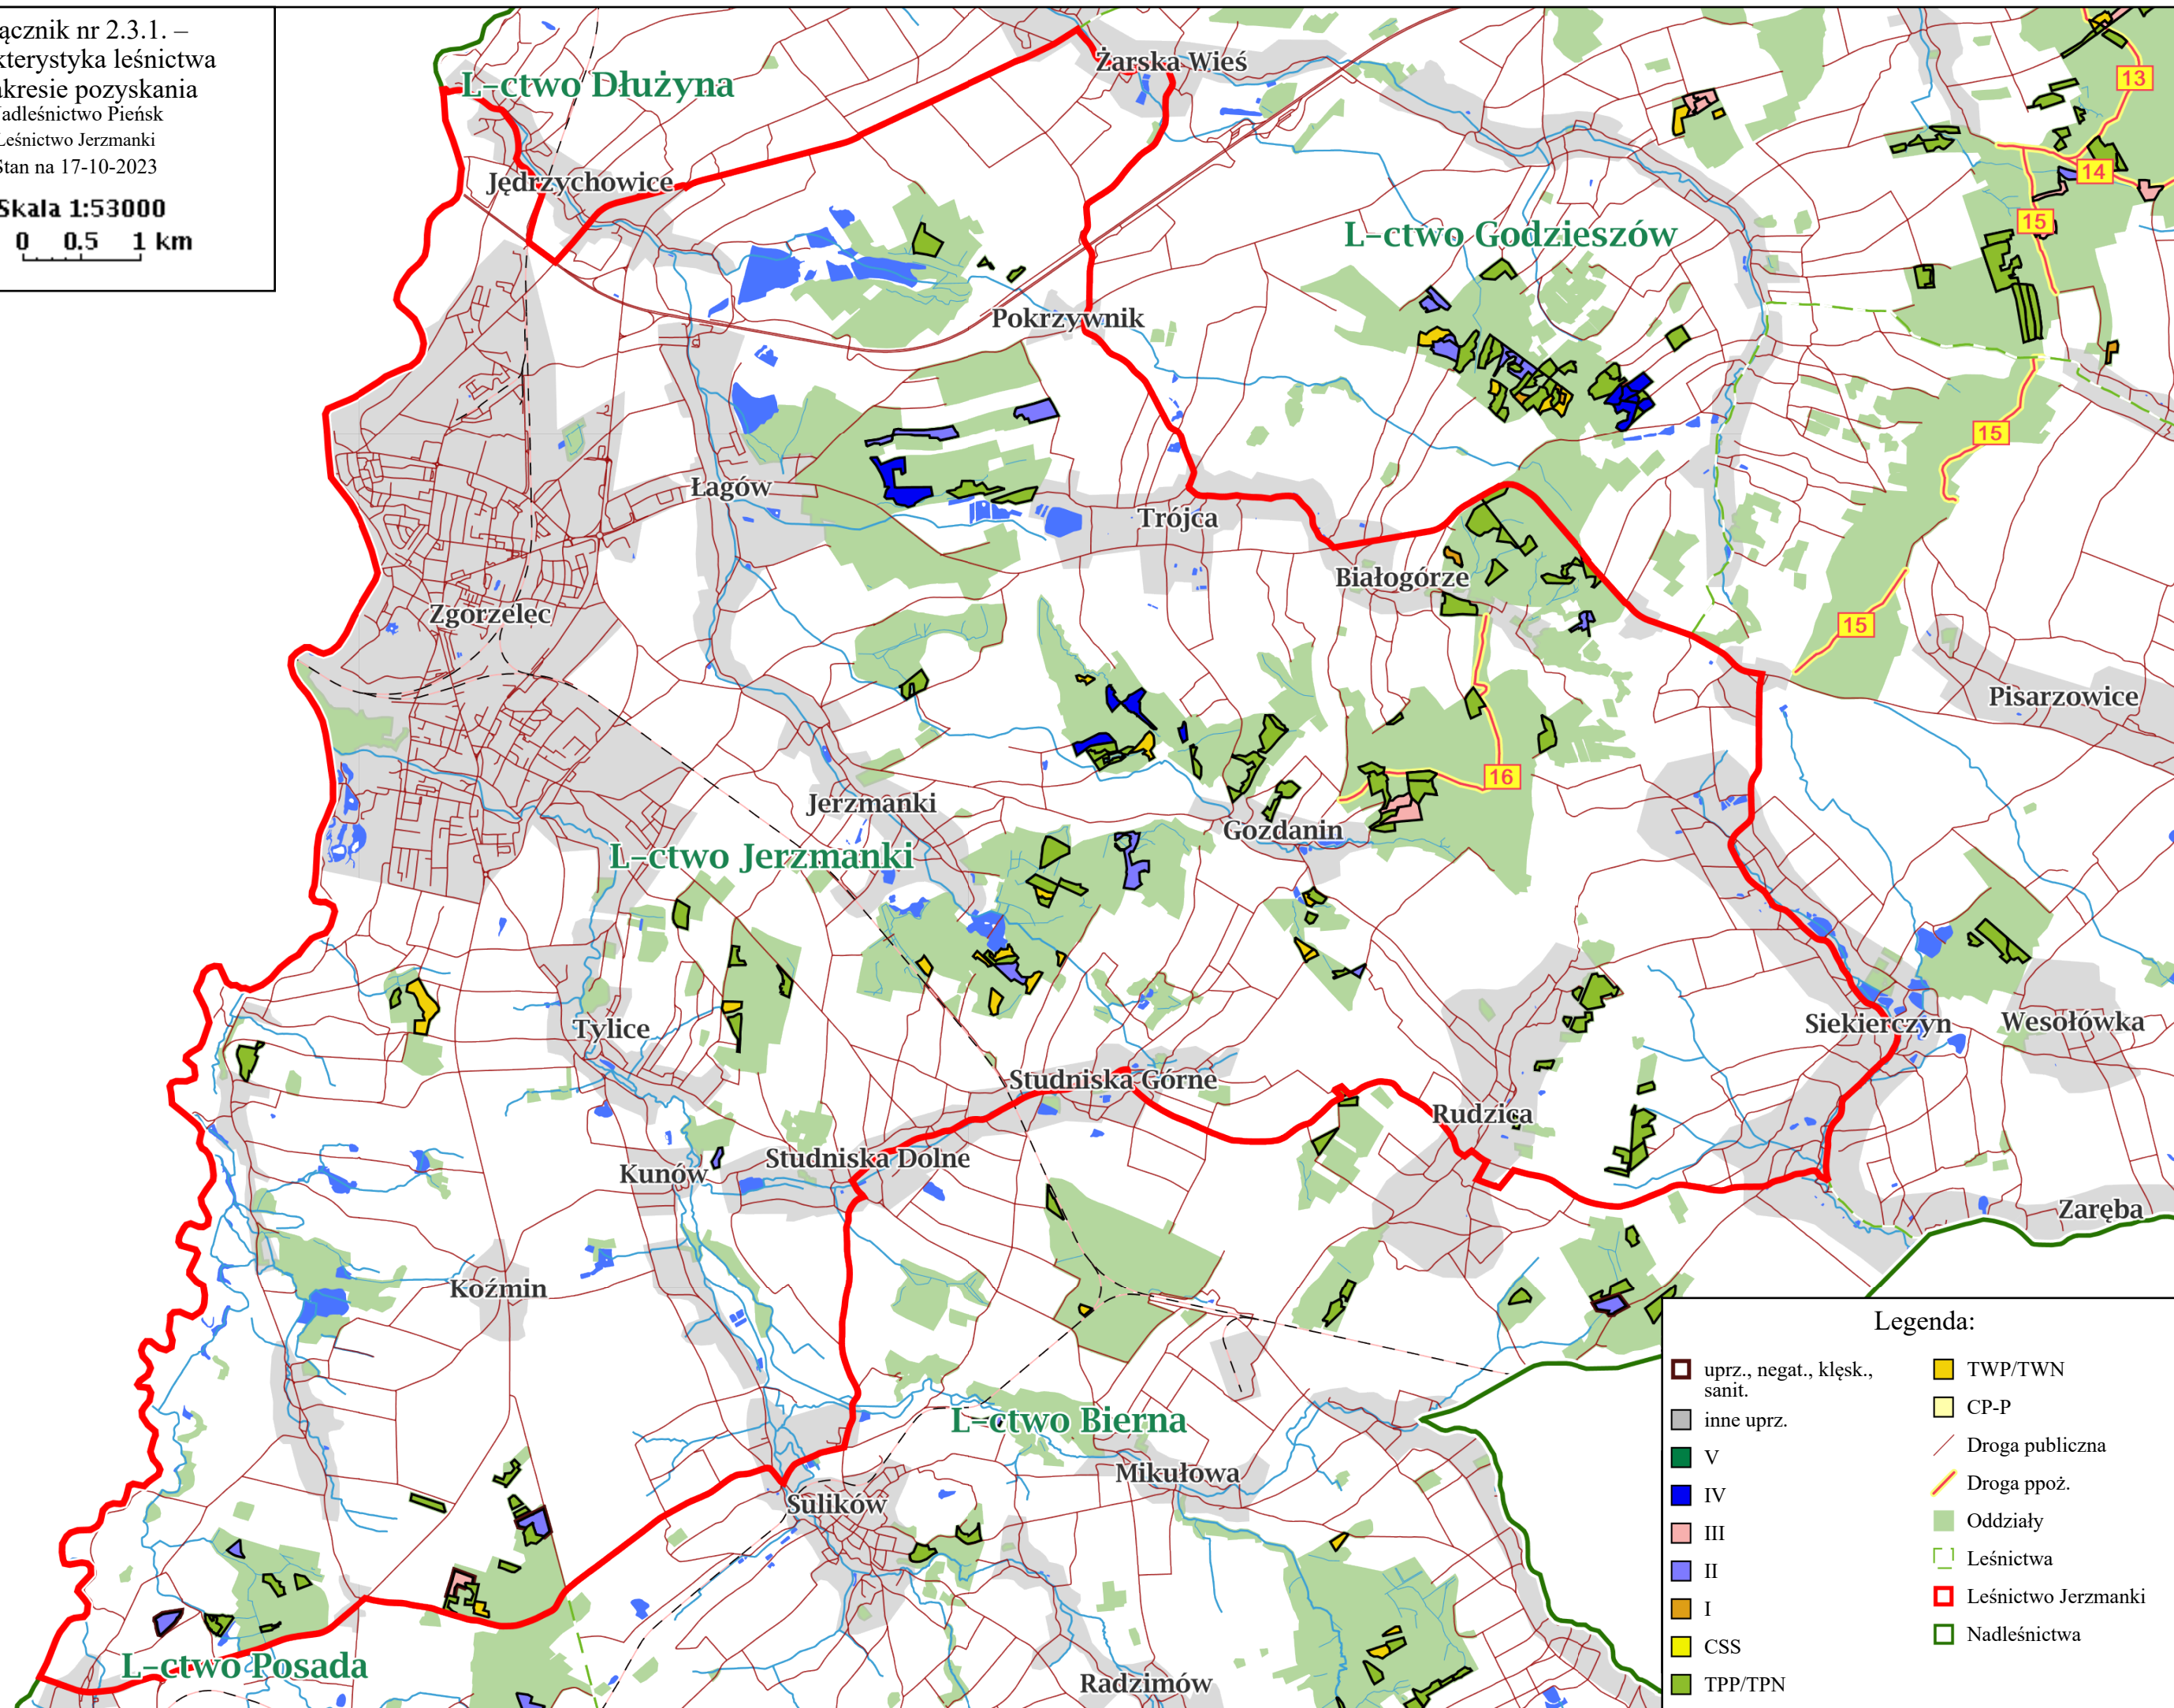 ącznik nr 2.3.1. –
kterystyka leśnictwa
akresie pozyskania
Nadleśnictwo Pieńsk
Leśnictwo Jerzmanki
Stan na 17-10-2023
Skala 1:53000
0 0.5 1 km
L-ctwo Dłużyna
Żarska Wieś
13
14
Jędrzychowice
15
L-ctwo Godzieszów
Pokrzywnik
15
Łagów
Trójca
Białogórze
Zgorzelec
15
Pisarzowice
16
Jerzmanki
Gozdanin
L-ctwo Jerzmanki
Tylice
Siekierczyn
Wesołówka
Studniska Górne
Rudzica
Studniska Dolne
Kunów
Zaręba
Koźmin
L-ctwo Bierna
Mikułowa
Sulików
L-ctwo Posada
Radzimów
Legenda:
uprz., negat., klęsk.,
sanit.
inne uprz.
V
IV
III
II
I
CSS
TPP/TPN
TWP/TWN
CP-P
Droga publiczna
Droga ppoż.
Oddziały
Leśnictwa
Leśnictwo Jerzmanki
Nadleśnictwa